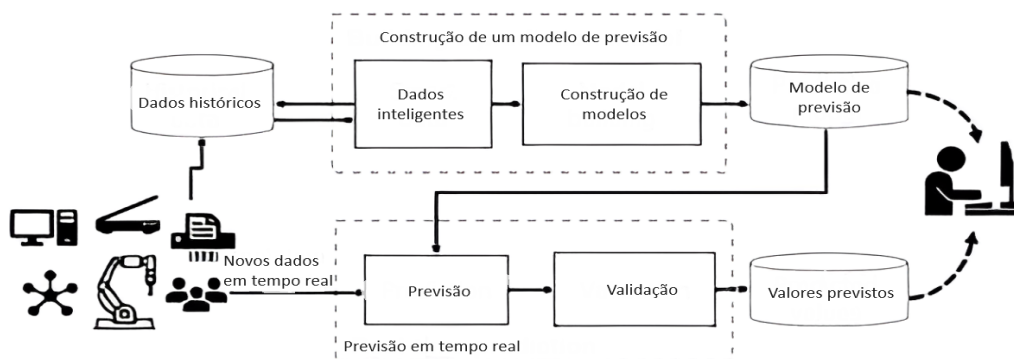 Construção de um modelo de previsão
Dados históricos
Dados
inteligentes
Construção de
modelos
Modelo de
previsão
Novos dados
em tempo real
Previsão
Validação
Valores previstos
Previsão em tempo real